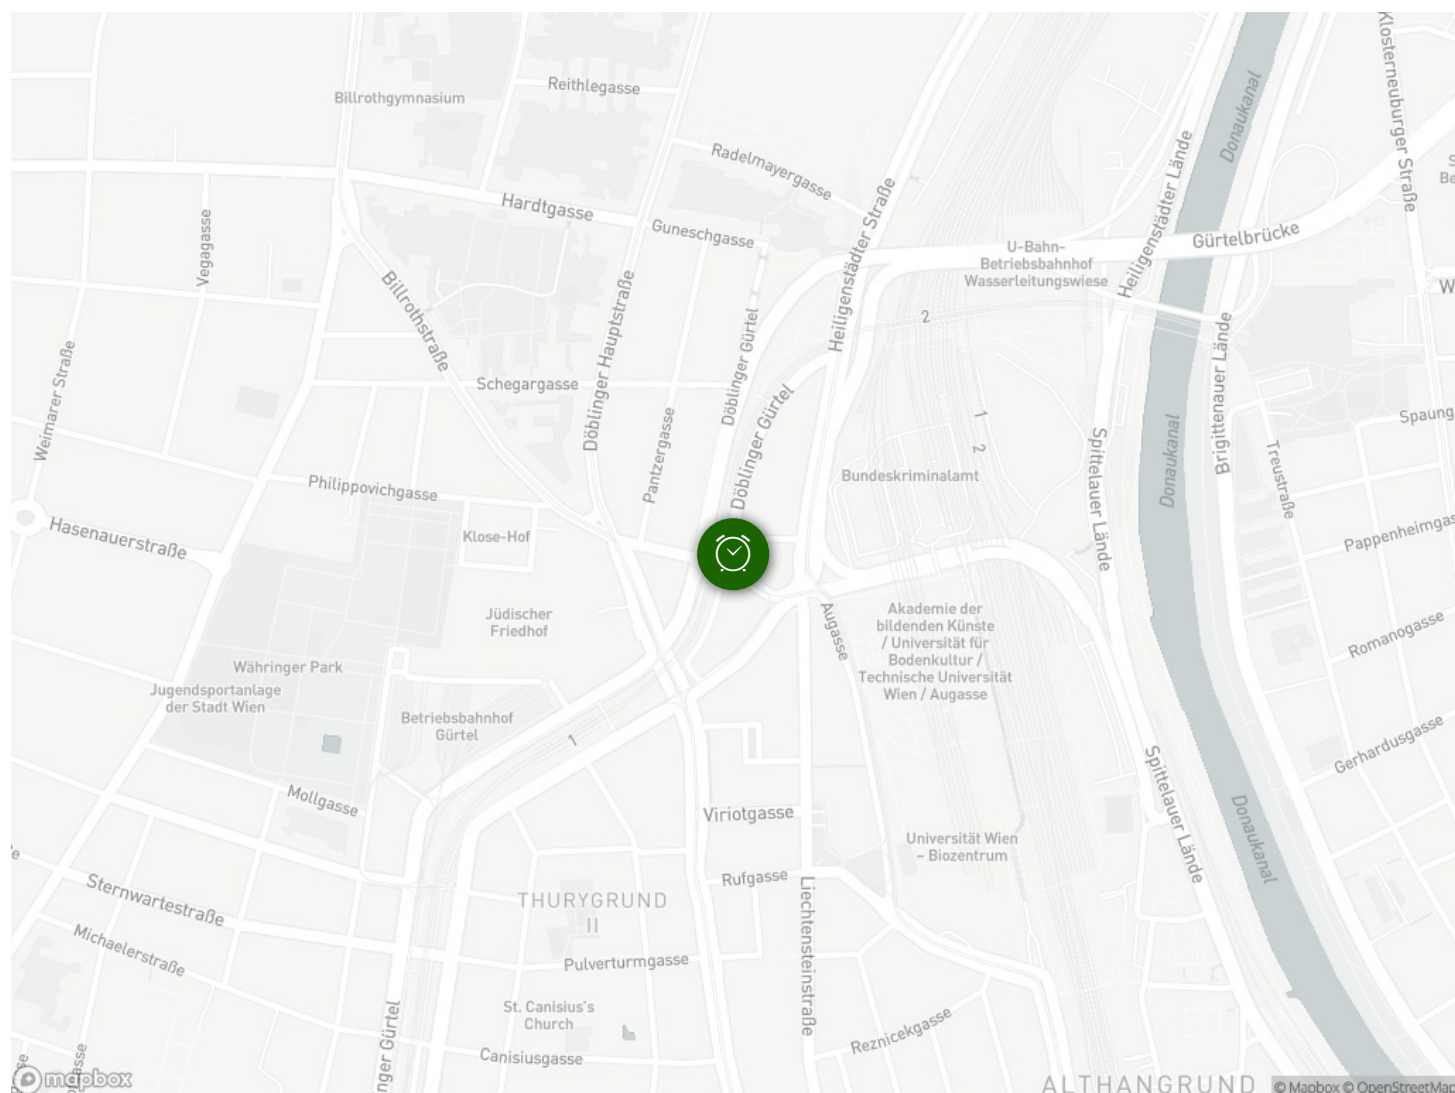 Klosterneuburger Straße
Donaukanal
Reithlegasse
Billrothgymnasium
Radelmayergasse
Heiligenstädter Lände
Heiligenstädter Straße
Hardtgasse
Guneschgasse
Vegagasse
U-Bahn-
Betriebsbahnhof
Wasserleitungswiese
Gürtelbrücke
Billrothstraße
Döblinger Hauptstraße
Döblinger Gürtel
2
Weimarer Straße
Schegargasse
Döblinger Gürtel
Brigittenauer Lände
Pantzergasse
1
2
Spittelauer Lände
Donaukanal
Treustraße
Spaung
Philippovichgasse
Bundeskriminalamt
Hasenauerstraße
Klose-Hof
Pappenheimgas
Jüdischer
Friedhof
Augasse
Akademie der
bildenden Künste
/ Universität für
Bodenkultur /
Technische Universität
Wien / Augasse
Romanogasse
Währinger Park
Jugendsportanlage
der Stadt Wien
Betriebsbahnhof
Gürtel
1
Gerhardusgasse
Mollgasse
Viriotgasse
Spittelauer Lände
Donaukanal
Universität Wien
– Biozentrum
Rufgasse
Sternwartestraße
THURYGRUND
II
Liechtensteinstraße
Michaelerstraße
Pulverturmgasse
St. Canisius's
Church
Reznicekgasse
Canisiusgasse
nger Gürtel
mapbox
ALTHANGRUND
© Mapbox © OpenStreetMap